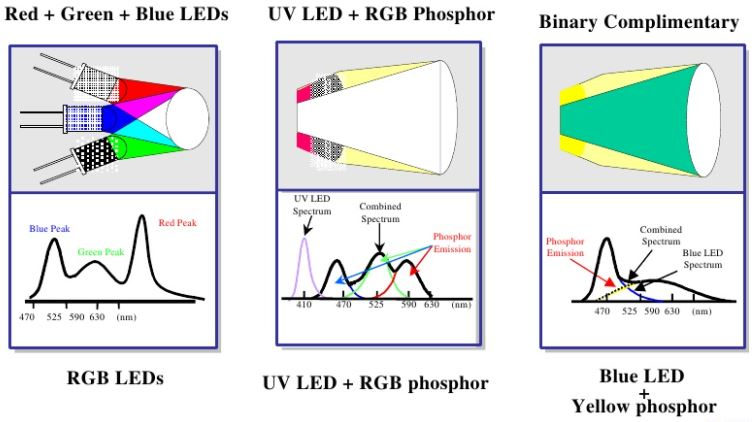 Red + Green + Blue LEDs
UV LED + RGB Phosphor
Binary Complimentary
Blue Peak
Green Peak
Red Peak
470 525 590 630 (nm)
UV LED
Spectrum
Combined
Spectrum
Phosphor
Emission
410 470 525 590 630 (nm)
Phosphor
Emission
Combined
Spectrum
Blue LED
Spectrum
470 525 590 630 (nm)
RGB LEDs
UV LED + RGB phosphor
Blue LED
+
Yellow phosphor